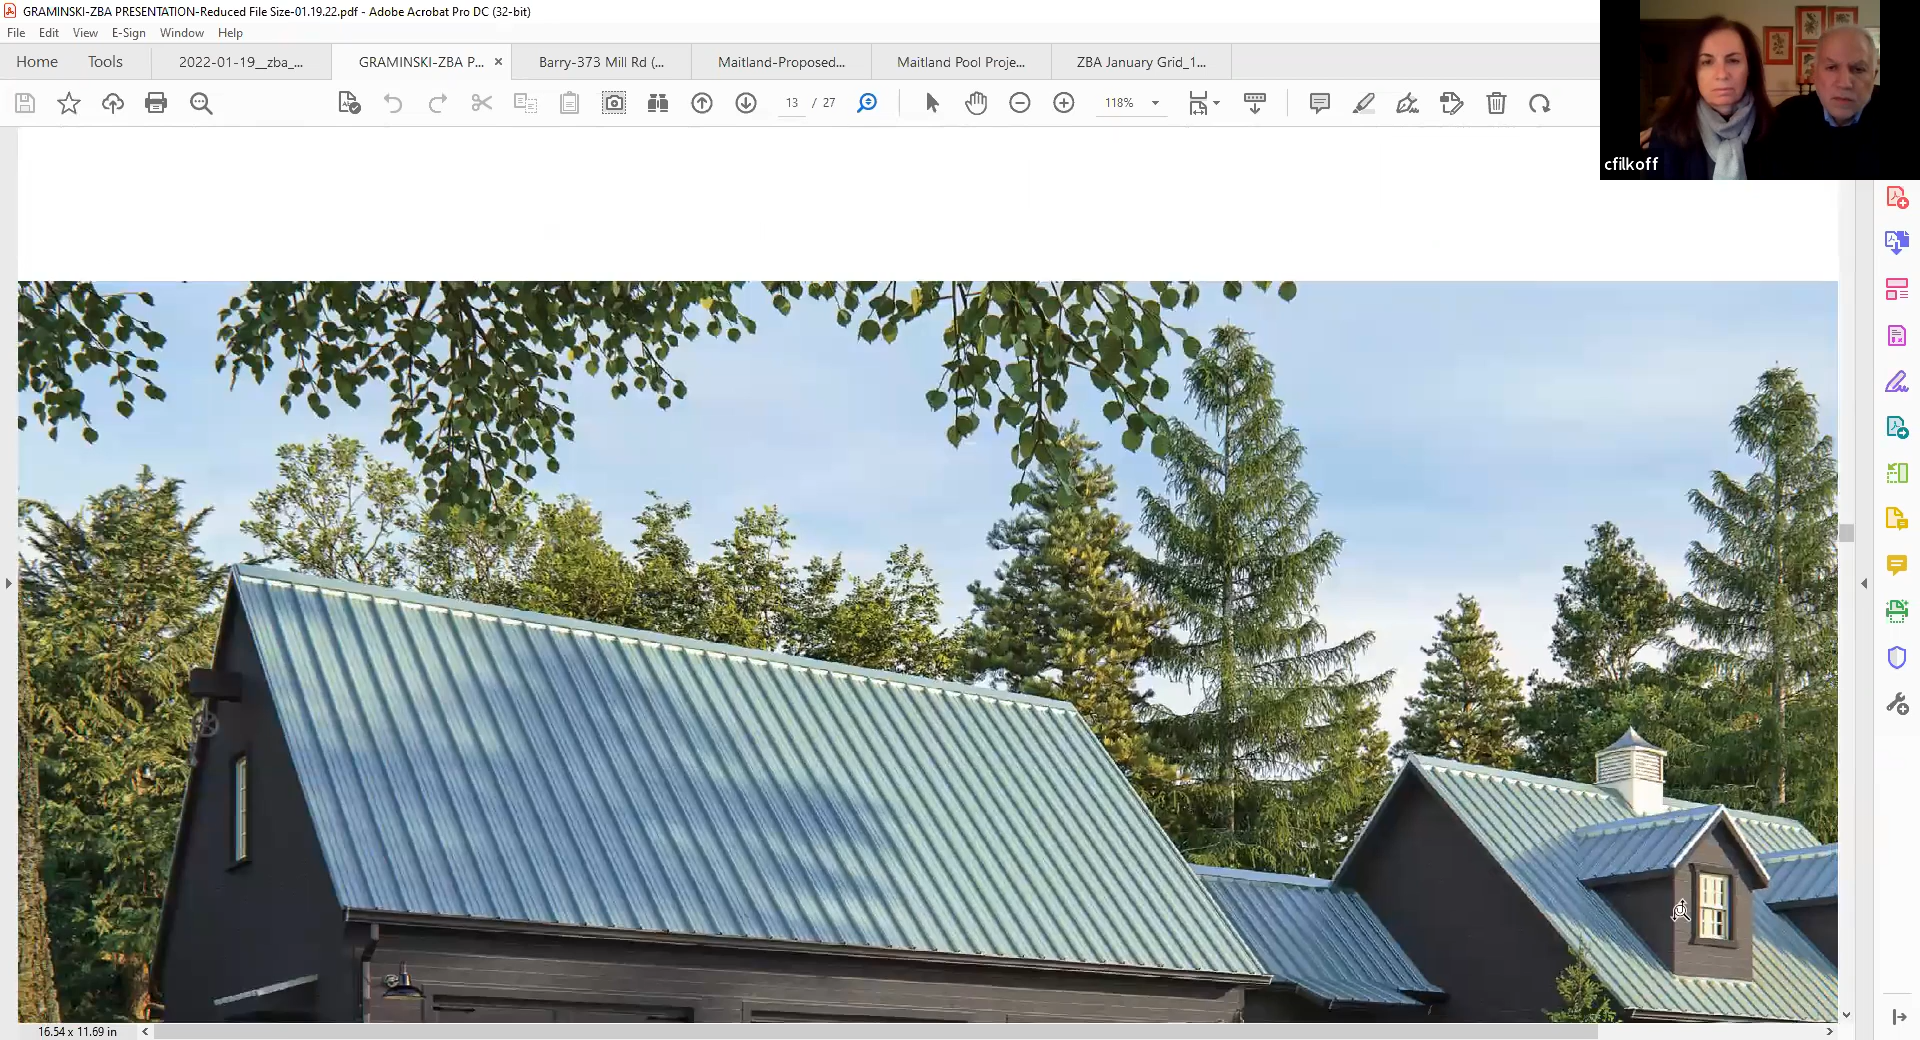 GRAMINSKI-ZBA PRESENTATION-Reduced File Size-01.19.22.pdf - Adobe Acrobat Pro DC (32-bit)
File Edit View E-Sign Window Help
Home Tools 2022-01-19__zba_... GRAMINSKI-ZBA P... × Barry-373 Mill Rd (... Maitland-Proposed... Maitland Pool Proje... ZBA January Grid_1...
13 / 27 118%
cfilkoff
16.54 x 11.69 in